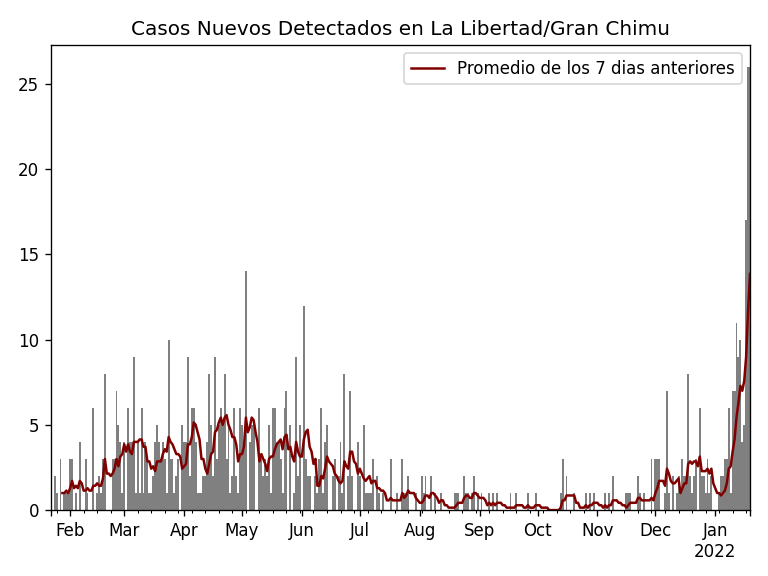 Casos Nuevos Detectados en La Libertad/Gran Chimu
Promedio de los 7 dias anteriores
25
20
15
10
5
0
Feb Mar Apr May Jun Jul Aug Sep Oct Nov Dec Jan
2022